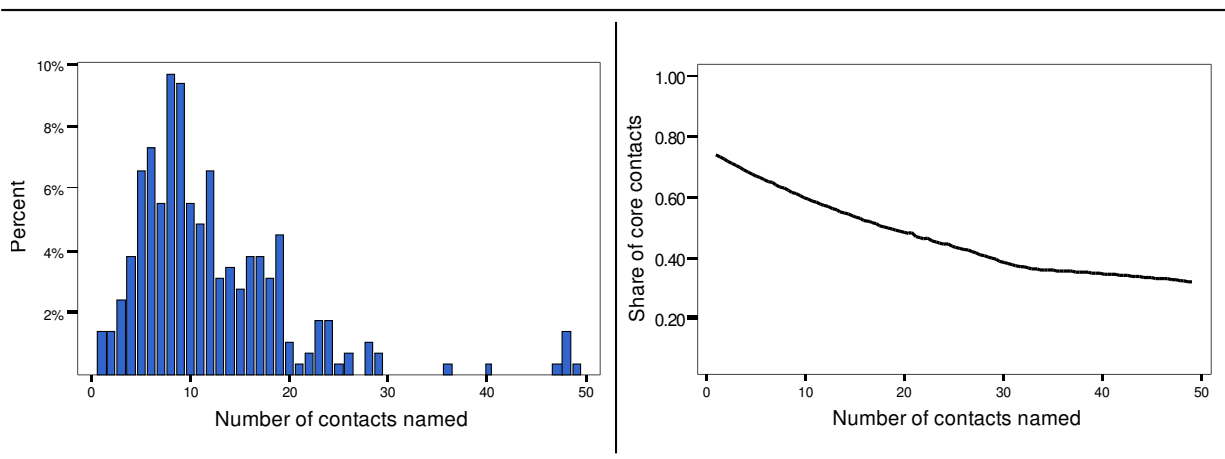 10%
8%
6%
4%
2%
Percent
0 10 20 30 40 50
Number of contacts named
1.00
0.80
0.60
0.40
0.20
Share of core contacts
0 10 20 30 40 50
Number of contacts named